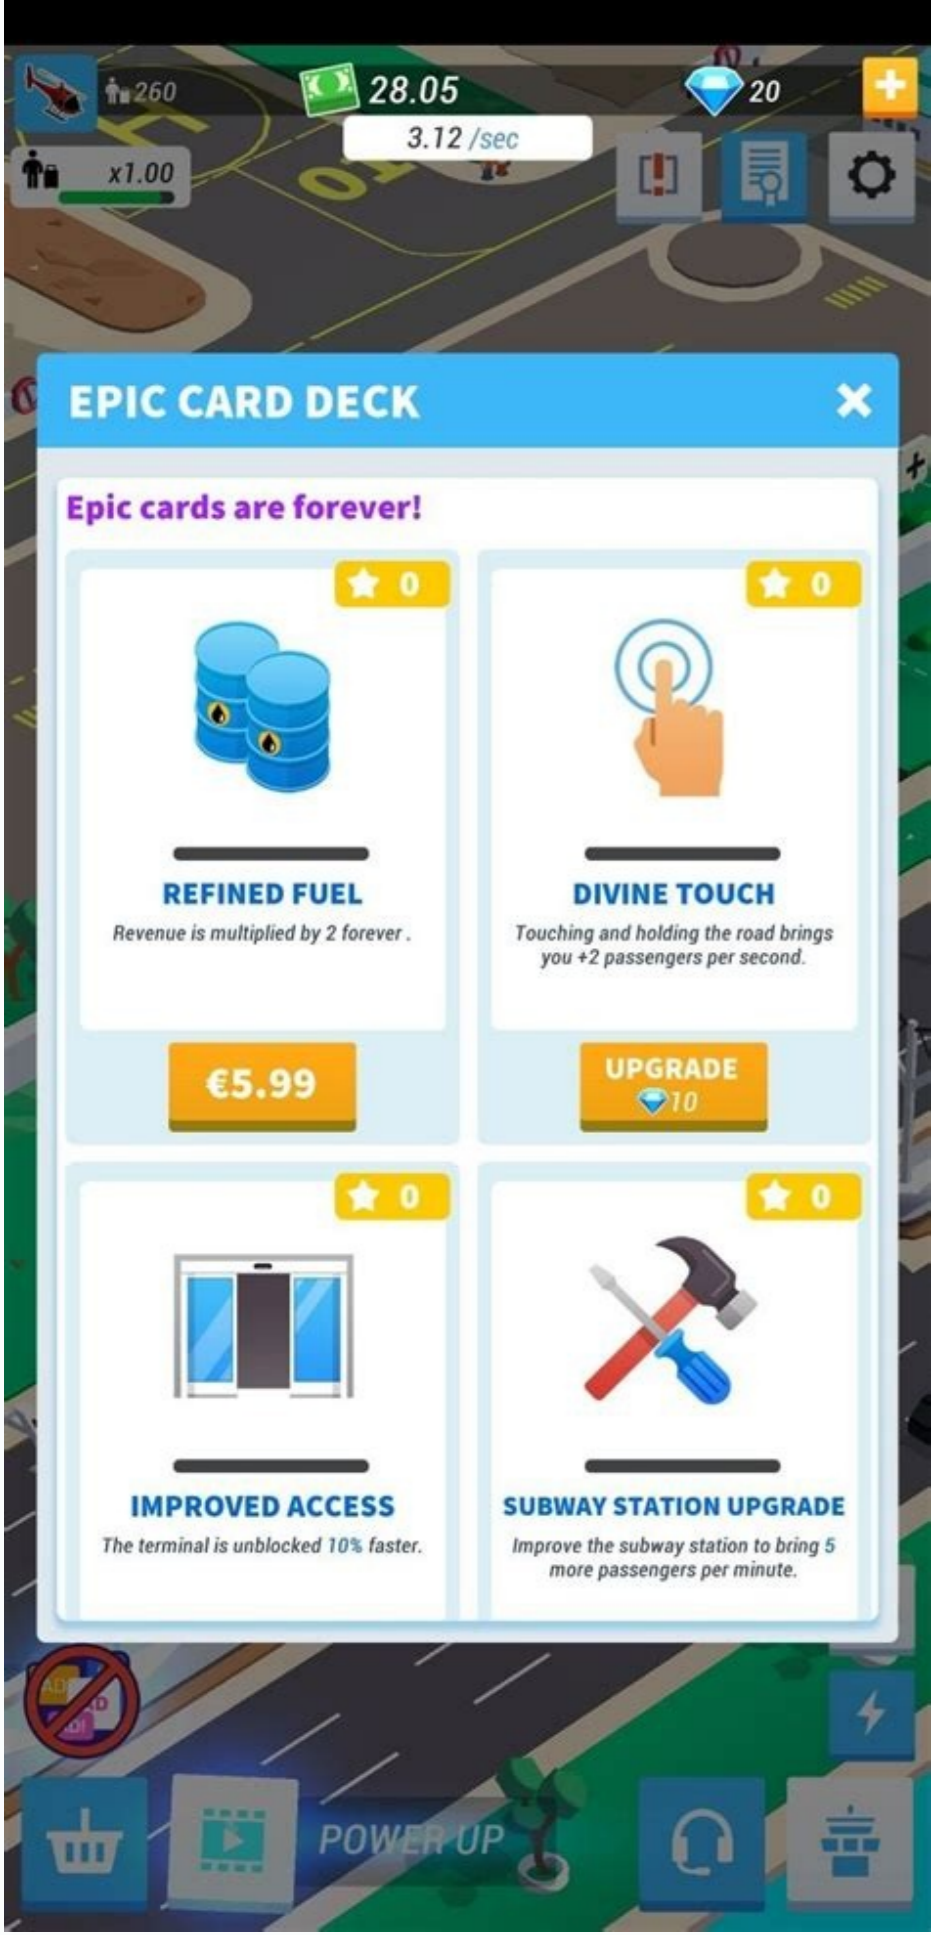 260
28.05
20
3.12 /sec
x1.00
EPIC CARD DECK
Epic cards are forever!
0
0
REFINED FUEL
Revenue is multiplied by 2 forever .
€5.99
DIVINE TOUCH
Touching and holding the road brings
you +2 passengers per second.
UPGRADE
10
0
0
IMPROVED ACCESS
The terminal is unblocked 10% faster.
SUBWAY STATION UPGRADE
Improve the subway station to bring 5
more passengers per minute.
POWER UP